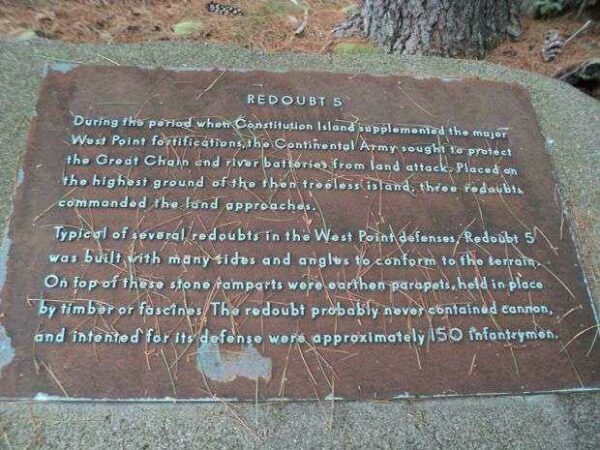 REDOUBT 5
During the period when Constitution Island supplemented the major
West Point fortifications, the Continental Army sought to protect
the Great Chain and river batteries from land attack. Placed on
the highest ground of the then treeless island, three redoubts
commanded the land approaches.
Typical of several redoubts in the West Point defenses, Redoubt 5
was built with many sides and angles to conform to the terrain.
On top of these stone ramparts were earthen parapets, held in place
by timber or fascines. The redoubt probably never contained cannon,
and intented for its defense were approximately 150 infantrymen.